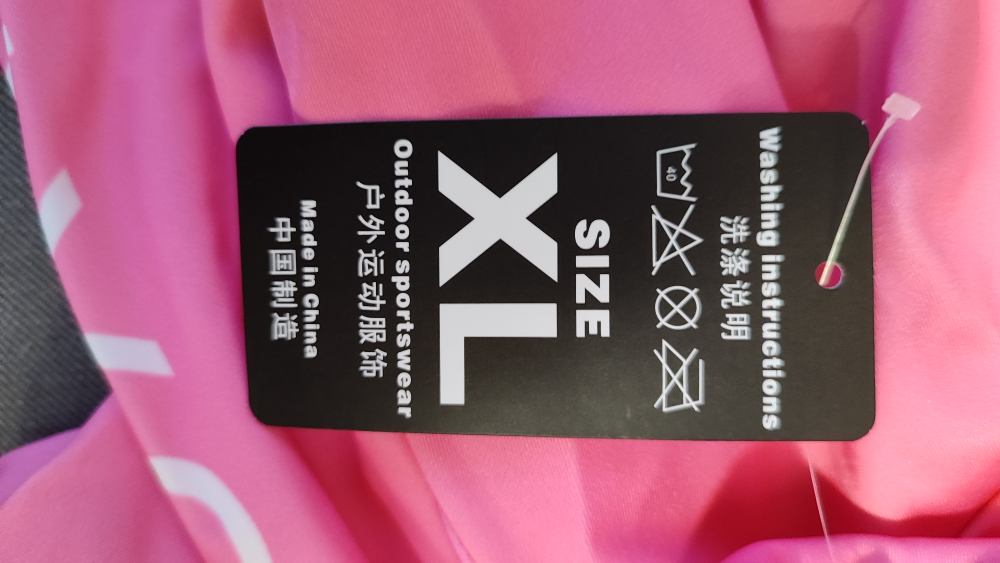 Washing instructions
洗涤说明
40
SIZE
XL
Outdoor sportswear
户外运动服饰
Made in China
中国制造